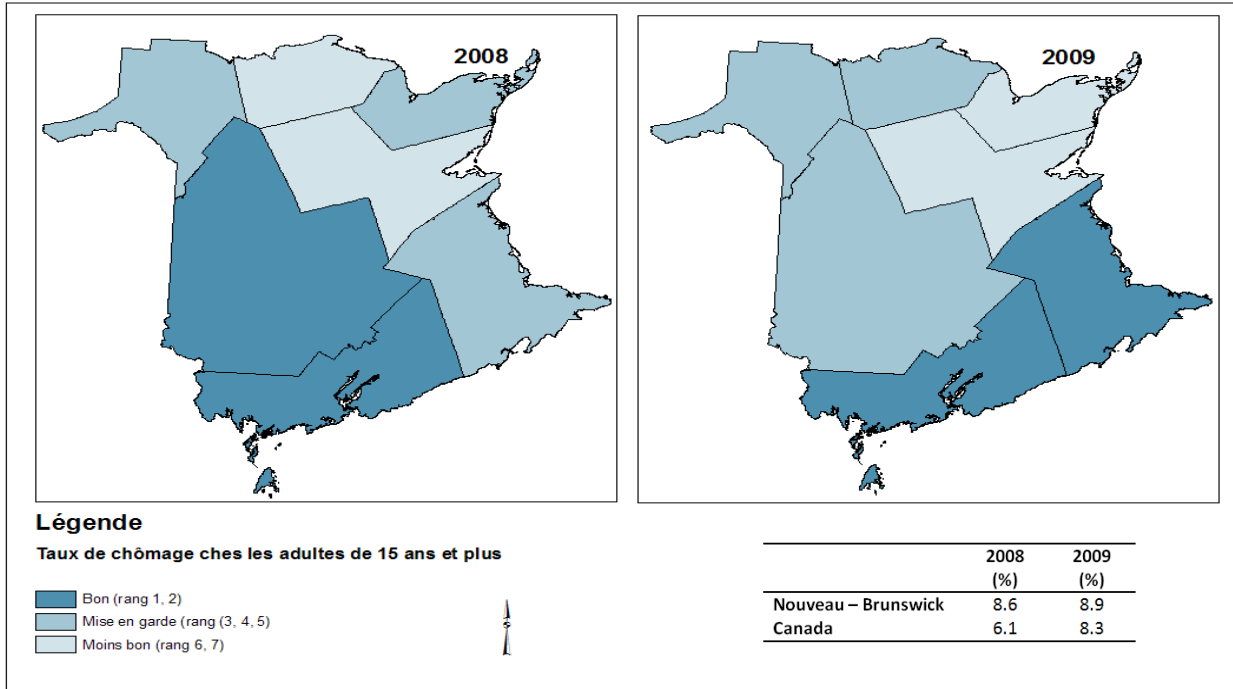 2008
2009
Légende
Taux de chômage ches les adultes de 15 ans et plus
Bon (rang 1, 2)
Mise en garde (rang (3, 4, 5)
Moins bon (rang 6, 7)
2008 2009
(%) (%)
Nouveau – Brunswick 8.6 8.9
Canada 6.1 8.3